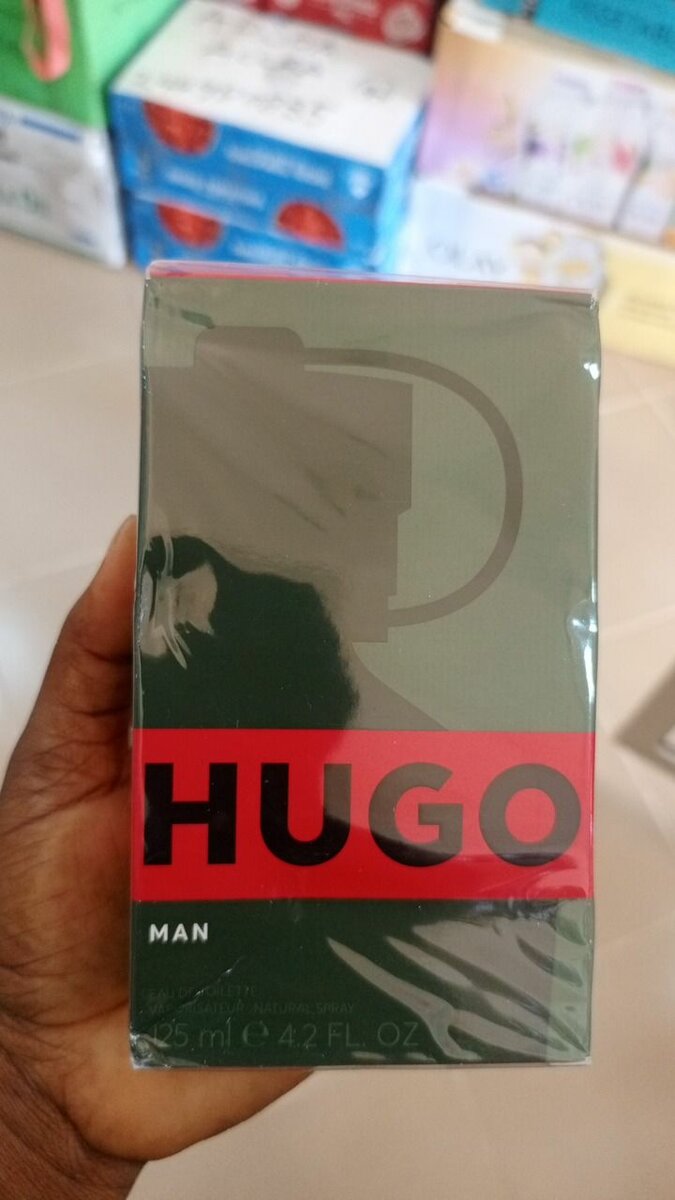 HUGO
MAN
EAU DE TOILETTE
VAPORISATEUR NATURAL SPRAY
125 ml e 4.2 FL. OZ